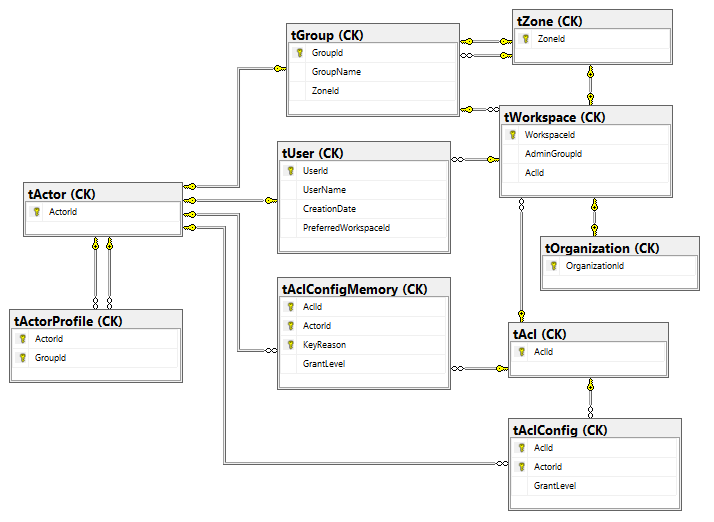 tGroup (CK)
GroupId
GroupName
ZoneId
tZone (CK)
ZoneId
tWorkspace (CK)
WorkspaceId
AdminGroupId
AclId
tUser (CK)
UserId
UserName
CreationDate
PreferredWorkspaceId
tActor (CK)
ActorId
tOrganization (CK)
OrganizationId
tAclConfigMemory (CK)
AclId
ActorId
KeyReason
GrantLevel
tActorProfile (CK)
ActorId
GroupId
tAcl (CK)
AclId
tAclConfig (CK)
AclId
ActorId
GrantLevel